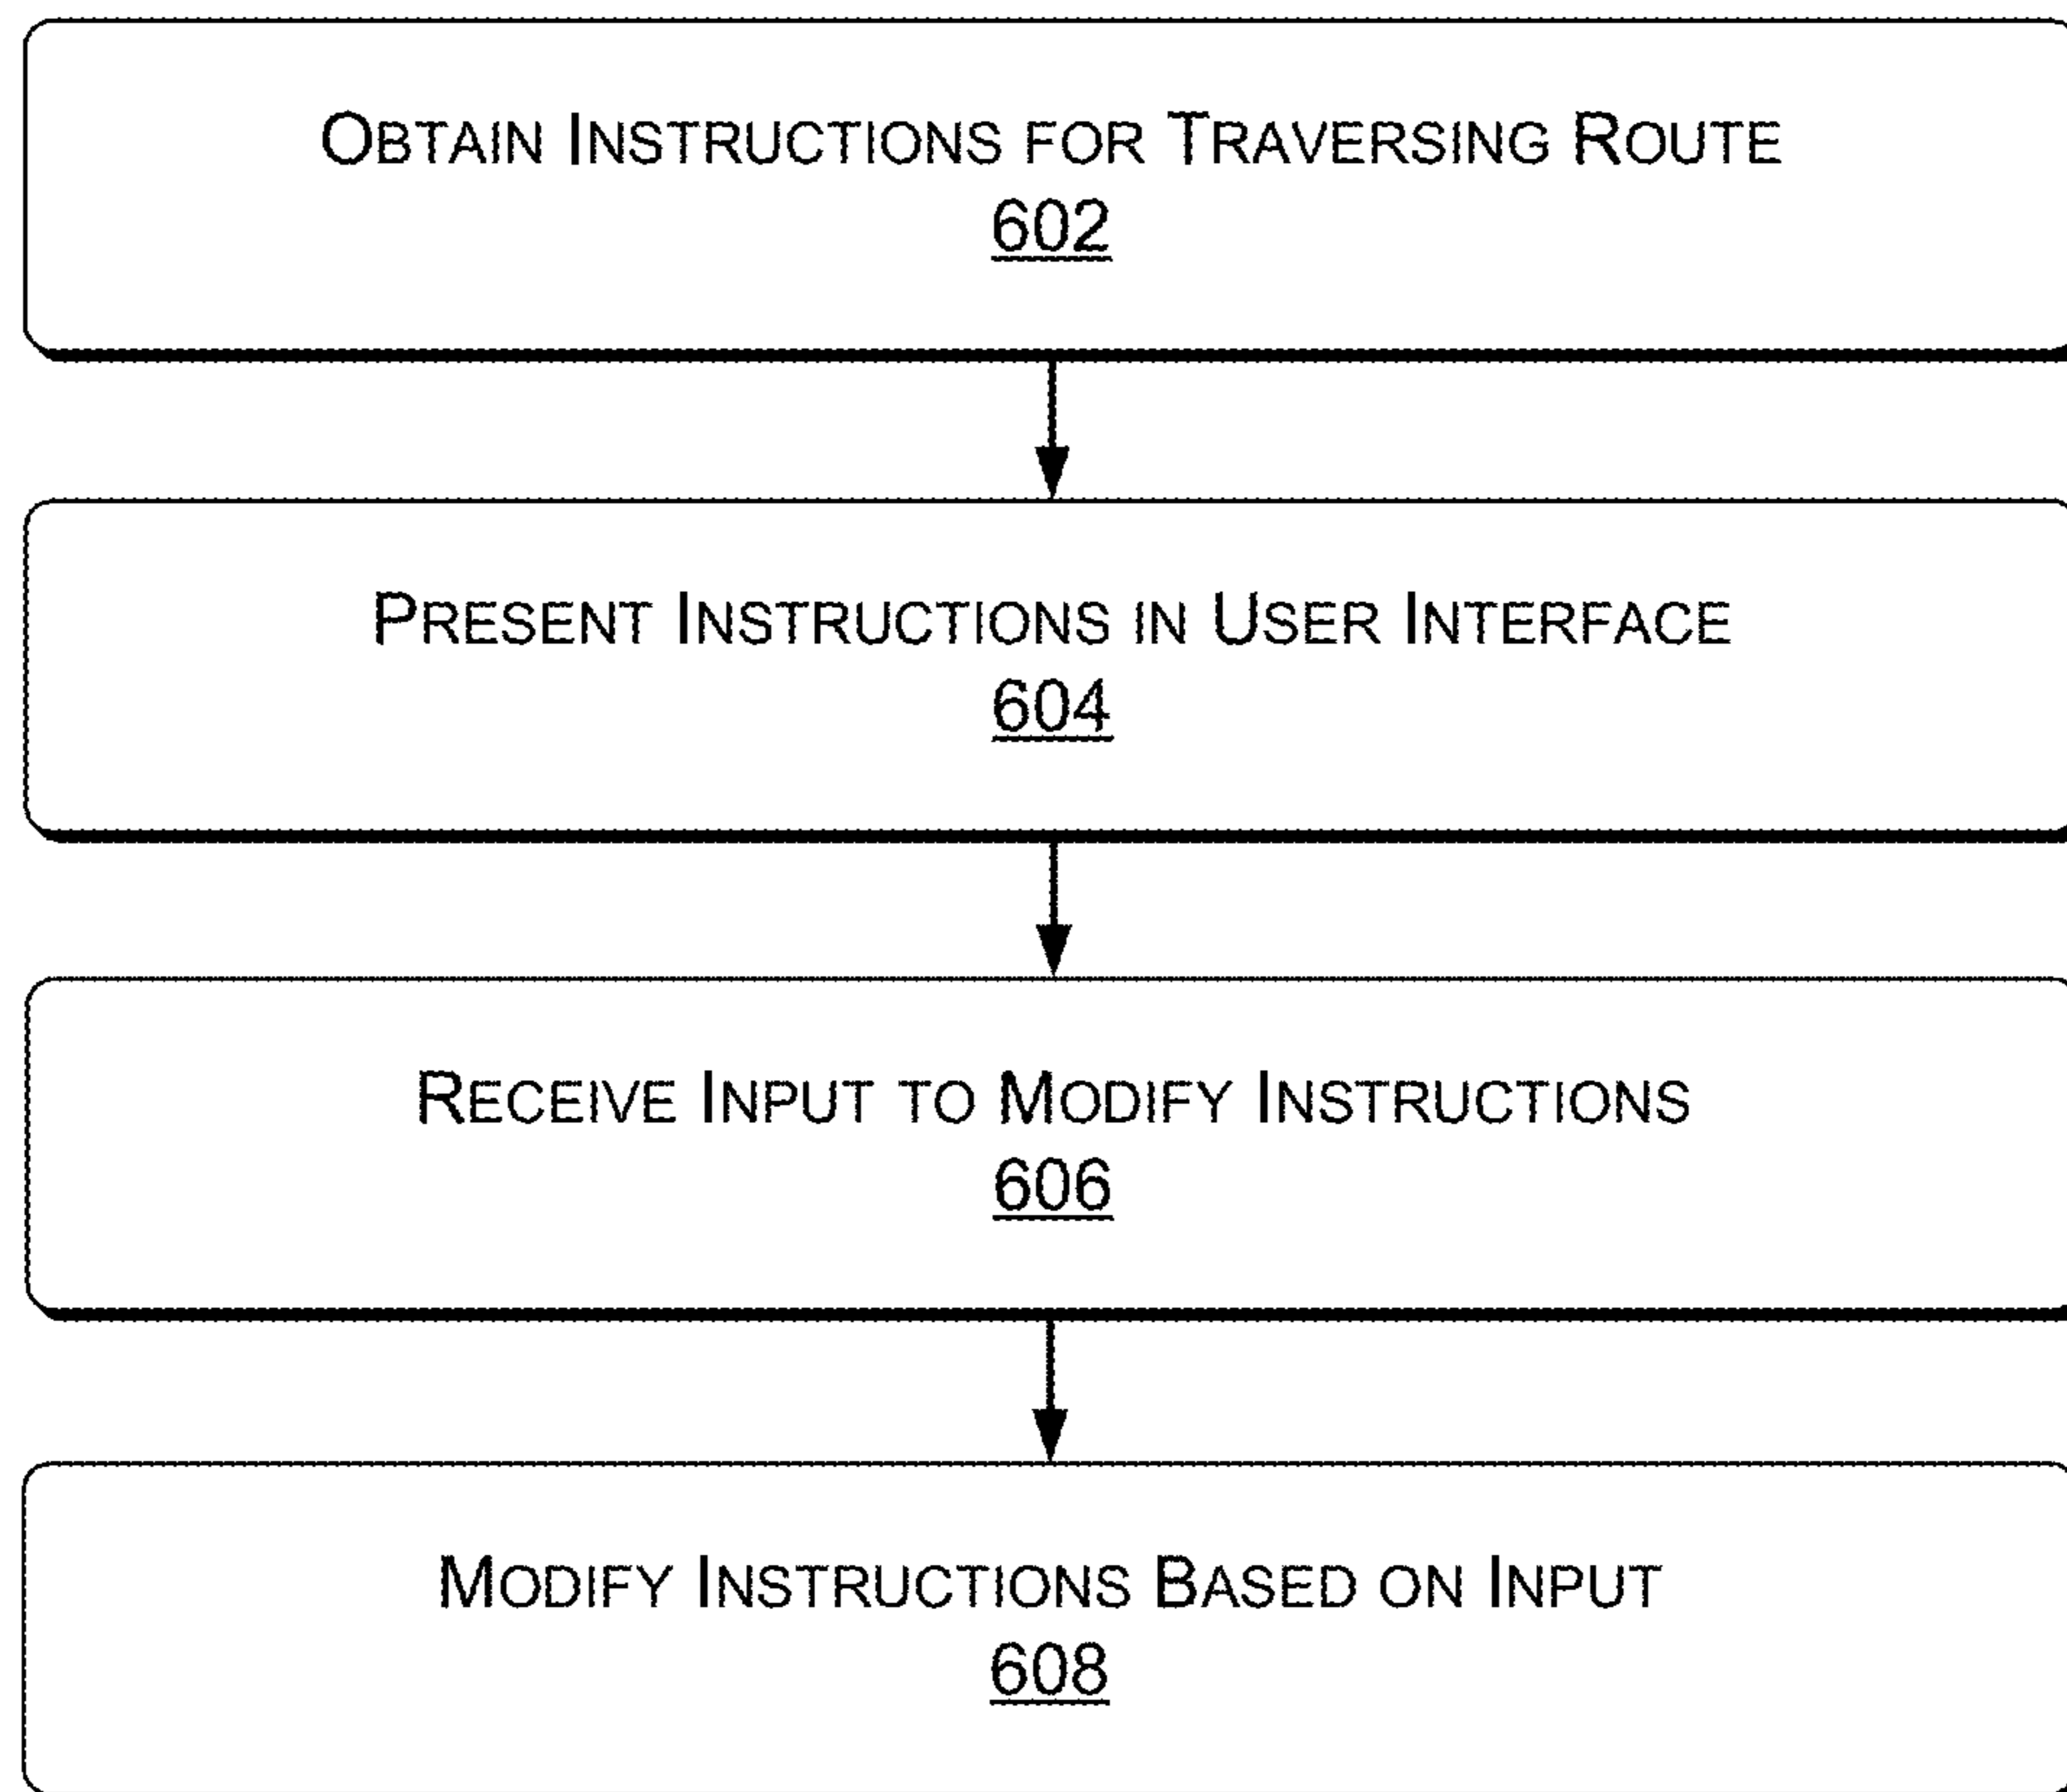 OBTAIN INSTRUCTIONS FOR TRAVERSING ROUTE
602
PRESENT INSTRUCTIONS IN USER INTERFACE
604
RECEIVE INPUT TO MODIFY INSTRUCTIONS
606
MODIFY INSTRUCTIONS BASED ON INPUT
608